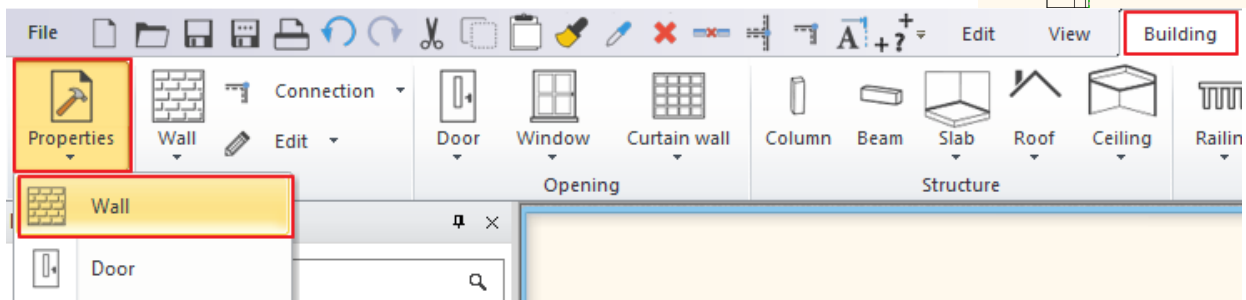 File Edit View Building
Connection
Properties Wall Edit Door Window Curtain wall Column Beam Slab Roof Ceiling Railin
Opening Structure
Wall
Door